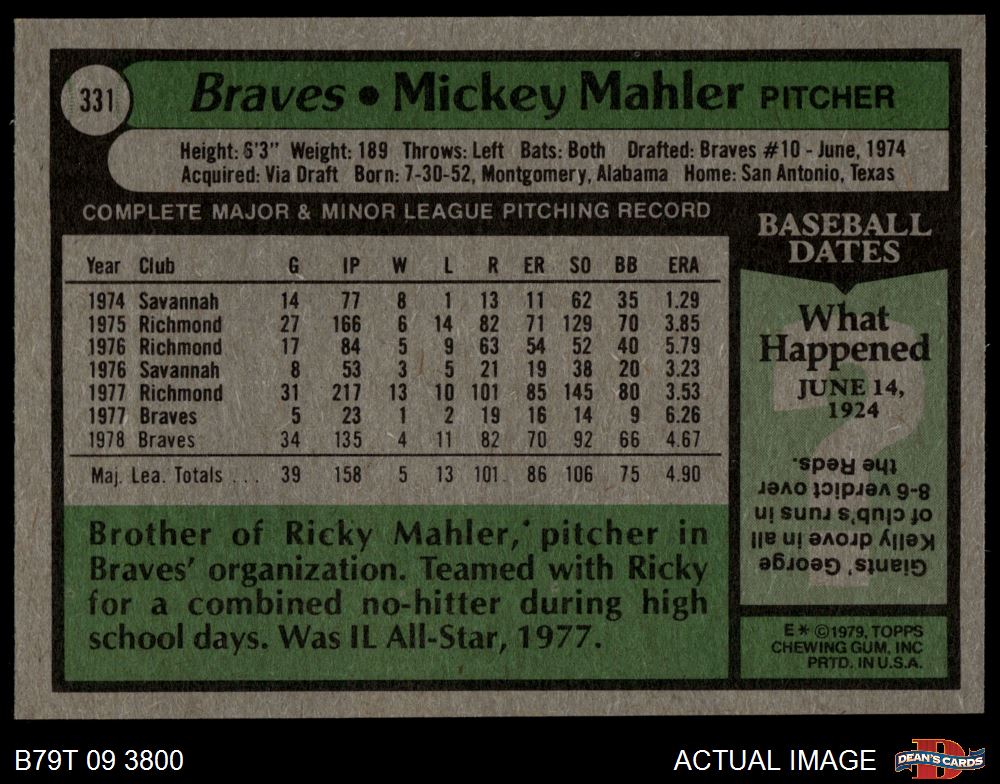 331
Braves • Mickey Mahler PITCHER
Height: 6'3" Weight: 189 Throws: Left Bats: Both Drafted: Braves #10 - June, 1974
Acquired: Via Draft Born: 7-30-52, Montgomery, Alabama Home: San Antonio, Texas
COMPLETE MAJOR & MINOR LEAGUE PITCHING RECORD
Year Club G IP W L R ER SO BB ERA
1974 Savannah 14 77 8 1 13 11 62 35 1.29
1975 Richmond 27 166 6 14 82 71 129 70 3.85
1976 Richmond 17 84 5 9 63 54 52 40 5.79
1976 Savannah 8 53 3 5 21 19 38 20 3.23
1977 Richmond 31 217 13 10 101 85 145 80 3.53
1977 Braves 5 23 1 2 19 16 14 9 6.26
1978 Braves 34 135 4 11 82 70 92 66 4.67
Maj. Lea. Totals ... 39 158 5 13 101 86 106 75 4.90
Brother of Ricky Mahler, pitcher in
Braves' organization. Teamed with Ricky
for a combined no-hitter during high
school days. Was IL All-Star, 1977.
BASEBALL
DATES
What
Happened
JUNE 14,
1924
Giants' George
Kelly drove in all
of club's runs in
8-6 verdict over
the Reds.
E * ©1979, TOPPS
CHEWING GUM, INC
PRTD. IN U.S.A.
B79T 09 3800
ACTUAL IMAGE
D
DEAN'S CARDS